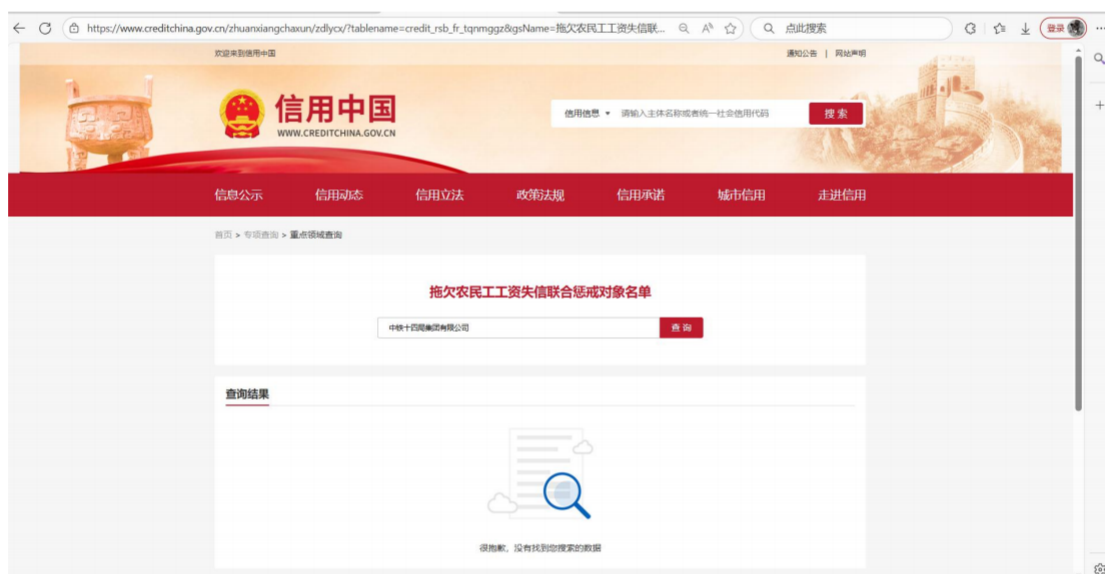 https://www.creditchina.gov.cn/zhuanxiangchaxun/zdlycx/?tablename=credit_rsb_fr_tqnmggz&gsName=拖欠农民工工资失信联... 点此搜索 登录
欢迎来到信用中国 通知公告 | 网站声明
信用中国
WWW.CREDITCHINA.GOV.CN
信用信息 请输入主体名称或者统一社会信用代码 搜索
信息公示 信用动态 信用立法 政策法规 信用承诺 城市信用 走进信用
首页 > 专项查询 > 重点领域查询
拖欠农民工工资失信联合惩戒对象名单
中铁十四局集团有限公司 查询
查询结果
很抱歉，没有找到您搜索的数据